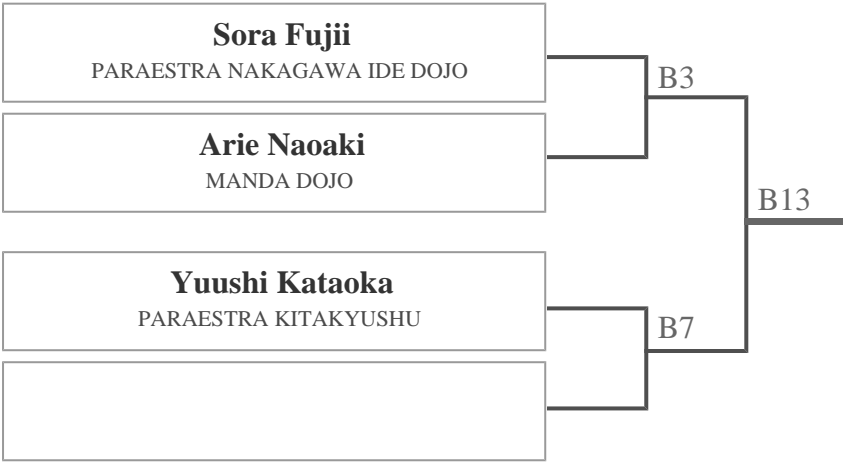 Sora Fujii
PARAESTRA NAKAGAWA IDE DOJO
B3
Arie Naoaki
MANDA DOJO
B13
Yuushi Kataoka
PARAESTRA KITAKYUSHU
B7